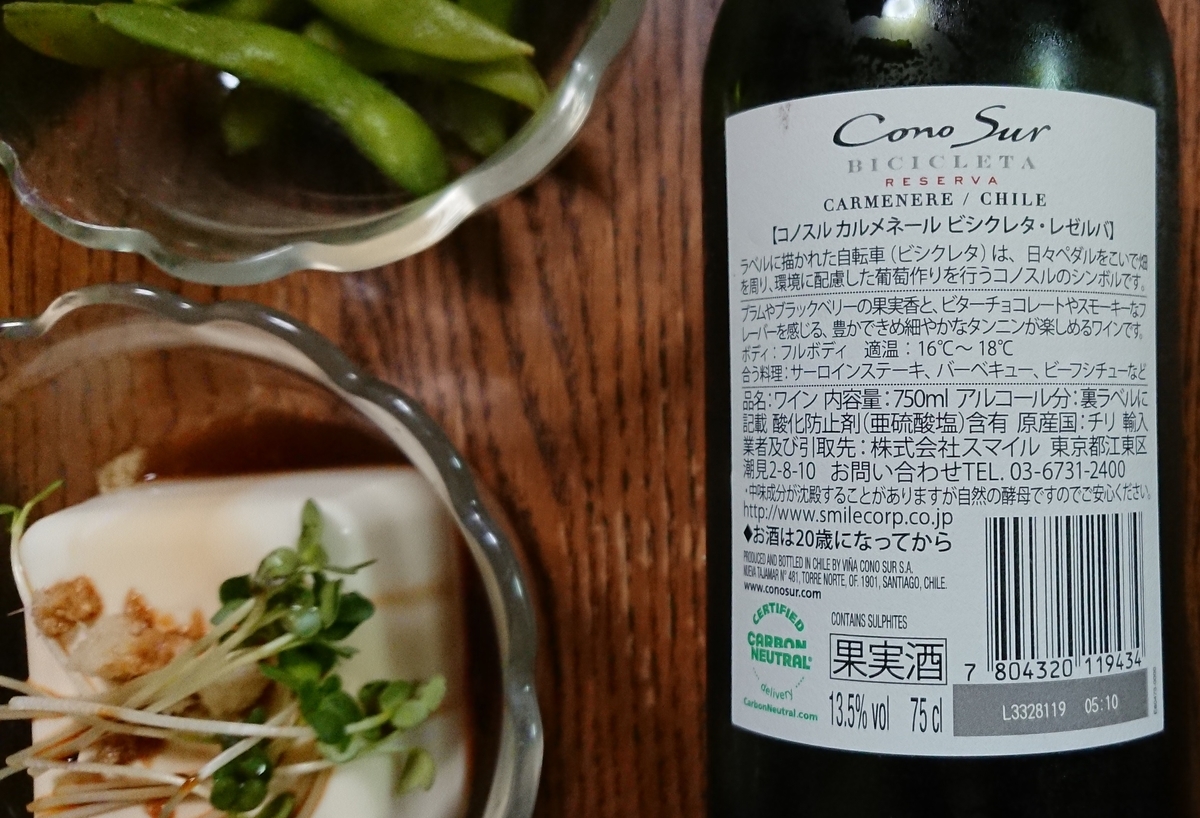 Cono Sur
BICICLETA
RESERVA
CARMENERE / CHILE
【コノスル カルメネール ビシクレタ・レゼルバ】
ラベルに描かれた自転車（ビシクレタ）は、日々ペダルをこいで畑
を周り、環境に配慮した葡萄作りを行うコノスルのシンボルです。
プラムやブラックベリーの果実香と、ビターチョコレートやスモーキーなフ
レーバーを感じる、豊かできめ細やかなタンニンが楽しめるワインです。
ボディ：フルボディ 適温：16℃〜18℃
合う料理：サーロインステーキ、バーベキュー、ビーフシチューなど
品名：ワイン 内容量：750ml アルコール分：裏ラベルに
記載 酸化防止剤（亜硫酸塩）含有 原産国：チリ 輸入
業者及び引取先：株式会社スマイル 東京都江東区
潮見2-8-10 お問い合わせTEL. 03-6731-2400
・中味成分が沈殿することがありますが自然の酵母ですのでご安心ください。
http://www.smilecorp.co.jp
◆お酒は20歳になってから
PRODUCED AND BOTTLED IN CHILE BY VIÑA CONO SUR S.A.
NUEVA TAJAMAR N° 481, TORRE NORTE, OF. 1901, SANTIAGO, CHILE.
www.conosur.com
CERTIFIED
CARBON
NEUTRAL
delivery
CarbonNeutral.com
CONTAINS SULPHITES
果実酒
13.5% vol 75 cl
7 804320 119434
L3328119 05:10